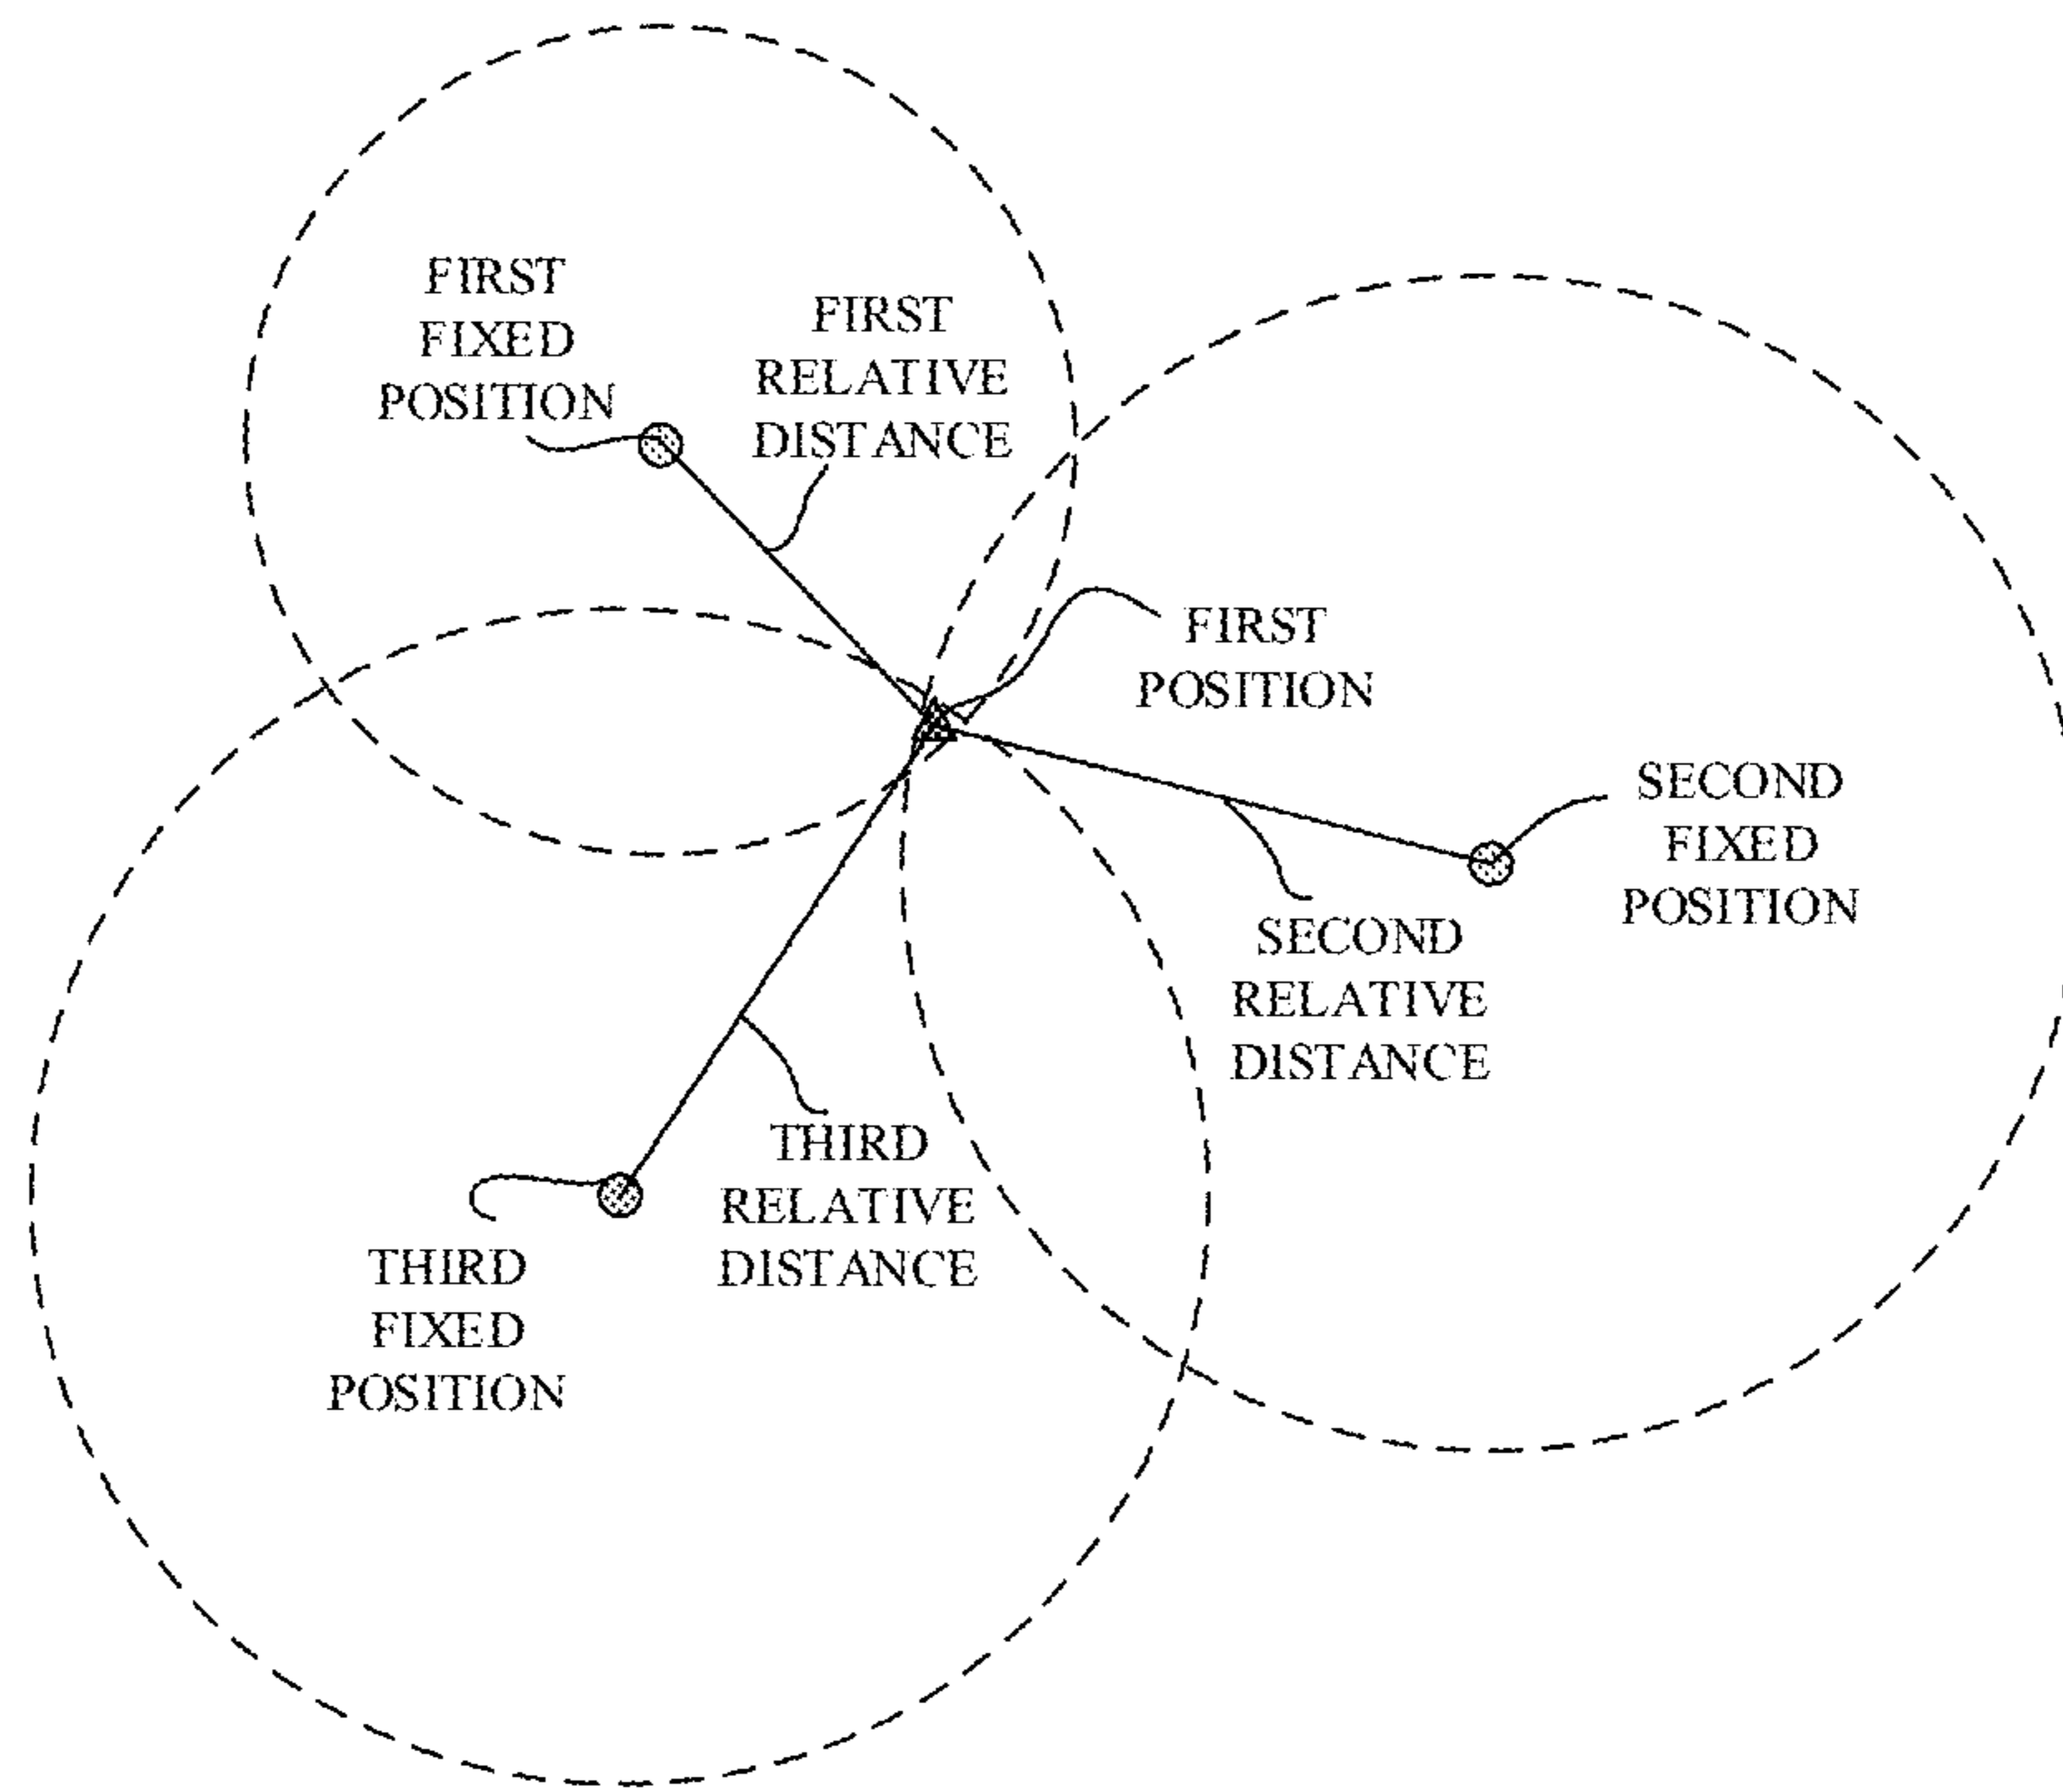 FIRST
FIXED
POSITION
FIRST
RELATIVE
DISTANCE
FIRST
POSITION
SECOND
FIXED
POSITION
SECOND
RELATIVE
DISTANCE
THIRD
RELATIVE
DISTANCE
THIRD
FIXED
POSITION